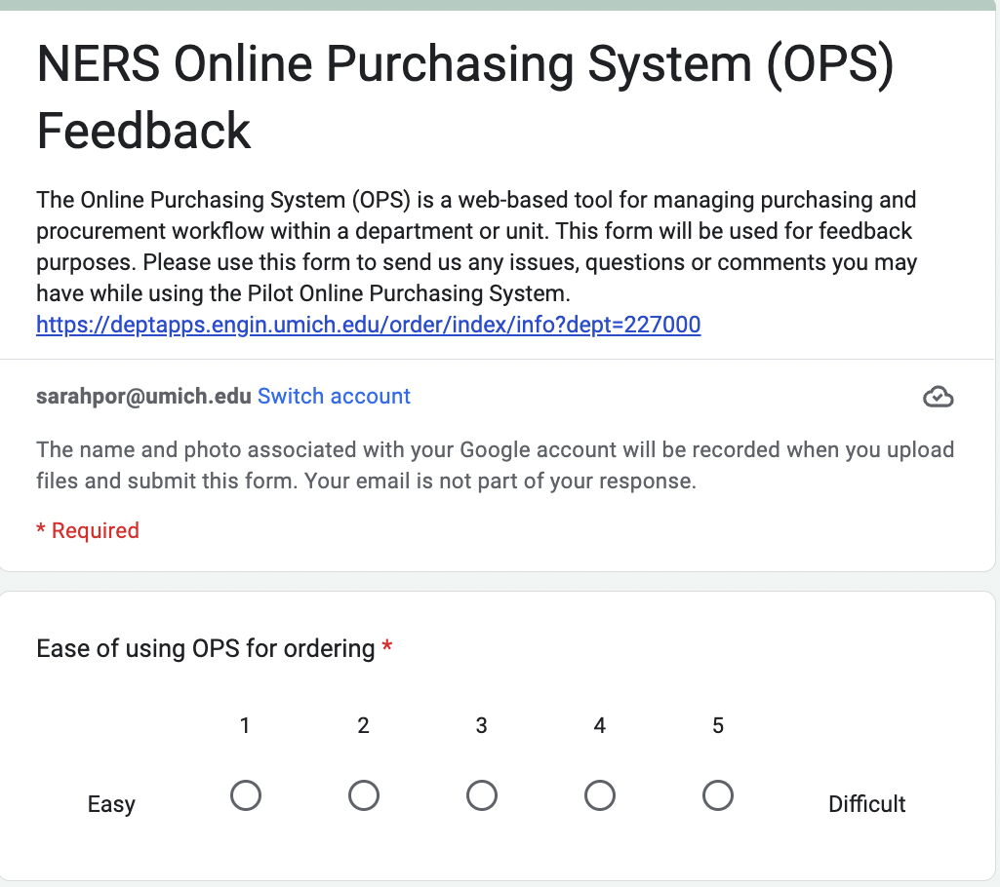 NERS Online Purchasing System (OPS)
Feedback
The Online Purchasing System (OPS) is a web-based tool for managing purchasing and
procurement workflow within a department or unit. This form will be used for feedback
purposes. Please use this form to send us any issues, questions or comments you may
have while using the Pilot Online Purchasing System.
https://deptapps.engin.umich.edu/order/index/info?dept=227000
sarahpor@umich.edu Switch account
The name and photo associated with your Google account will be recorded when you upload
files and submit this form. Your email is not part of your response.
* Required
Ease of using OPS for ordering *
1 2 3 4 5
Easy Difficult